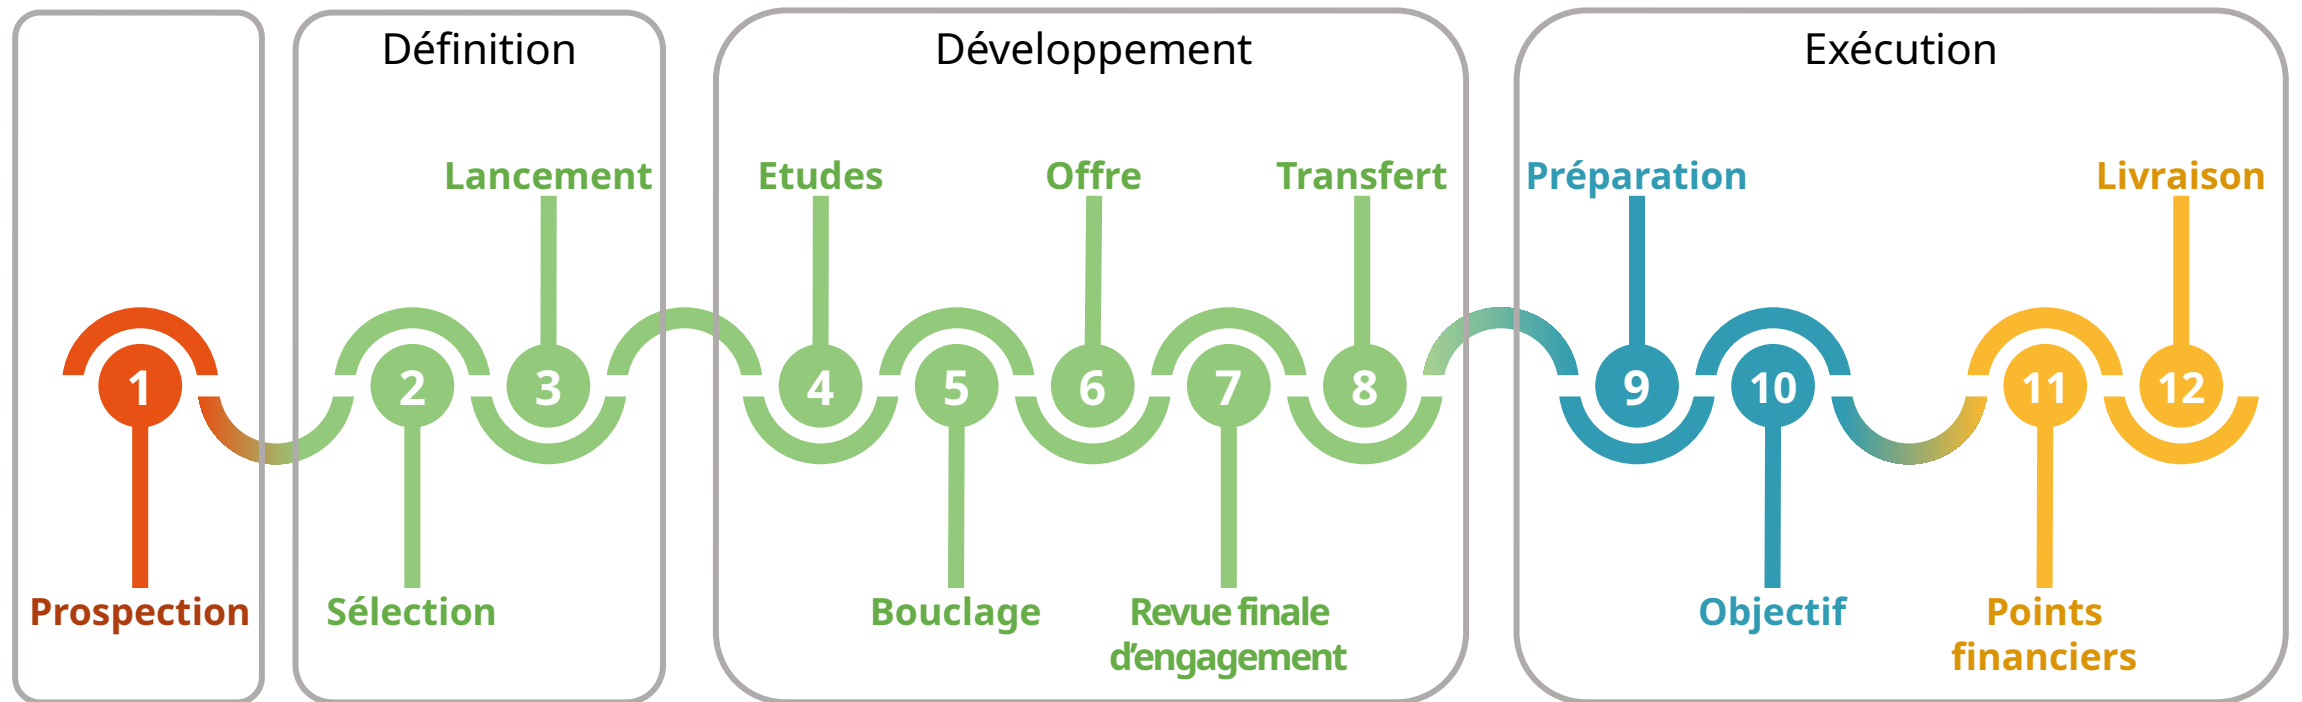 Définition
Développement
Exécution
Lancement
Etudes
Offre
Transfert
Préparation
Livraison
1
2
3
4
5
6
7
8
9
10
11
12
Prospection
Sélection
Bouclage
Revue finale
d'engagement
Objectif
Points
financiers